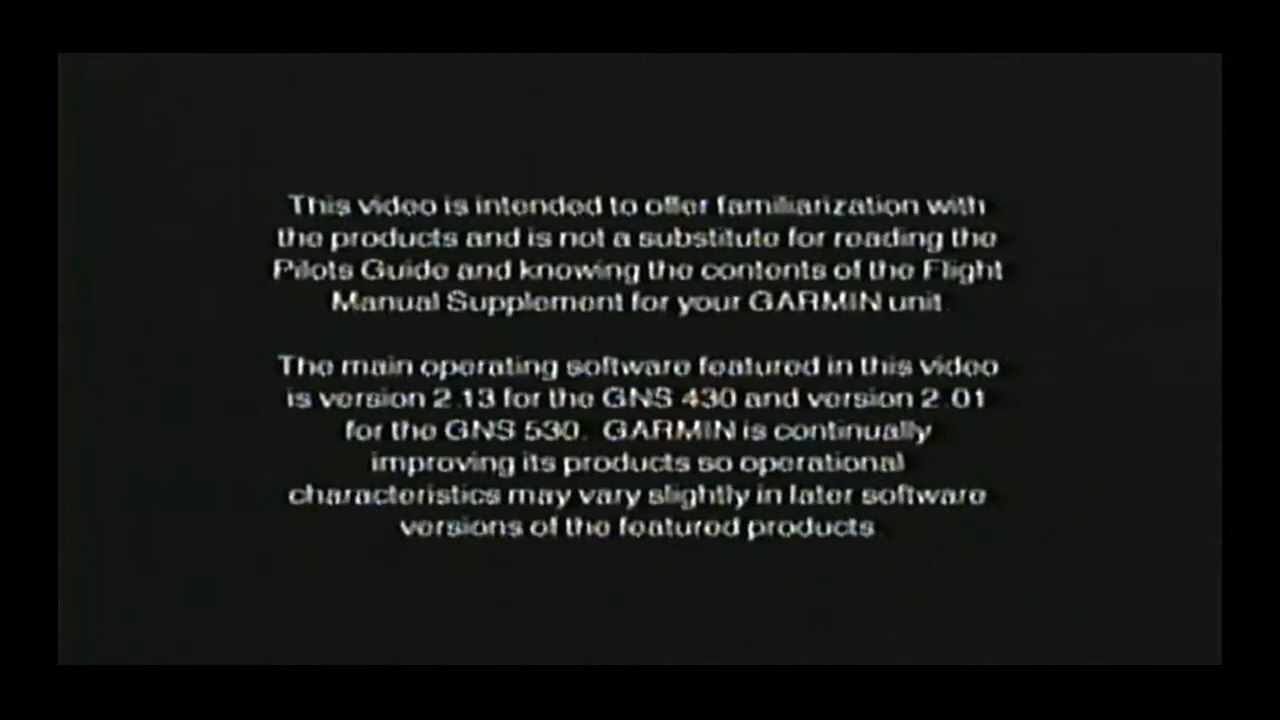 This video is intended to offer familiarization with
the products and is not a substitute for reading the
Pilots Guide and knowing the contents of the Flight
Manual Supplement for your GARMIN unit
The main operating software featured in this video
is version 2.13 for the GNS 430 and version 2.01
for the GNS 530. GARMIN is continually
improving its products so operational
characteristics may vary slightly in later software
versions of the featured products